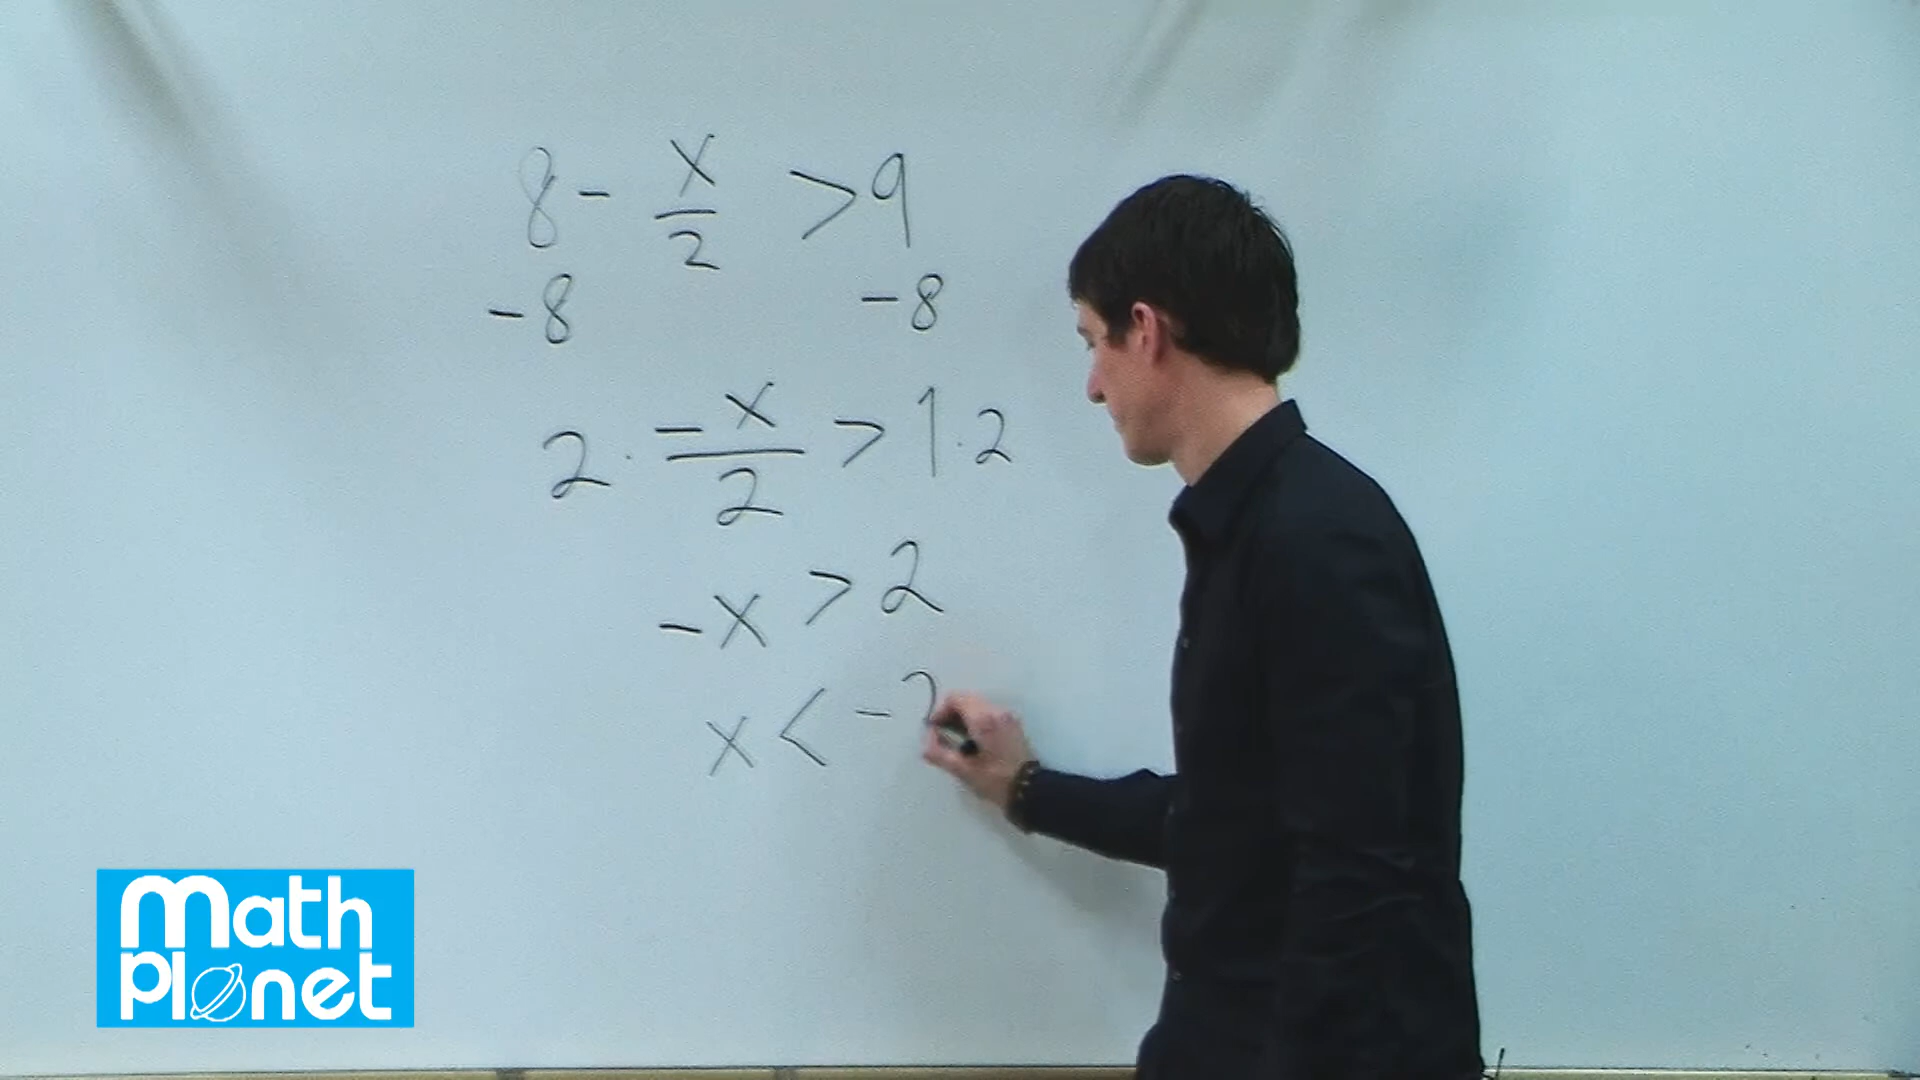 8 - x/2 > 9
-8 -8
2 · -x/2 > 1 · 2
-x > 2
x < -2
Math
planet